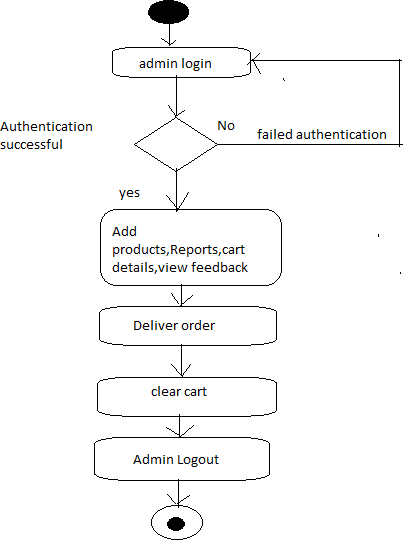 admin login
Authentication
successful
No
failed authentication
yes
Add
products,Reports,cart
details,view feedback
Deliver order
clear cart
Admin Logout